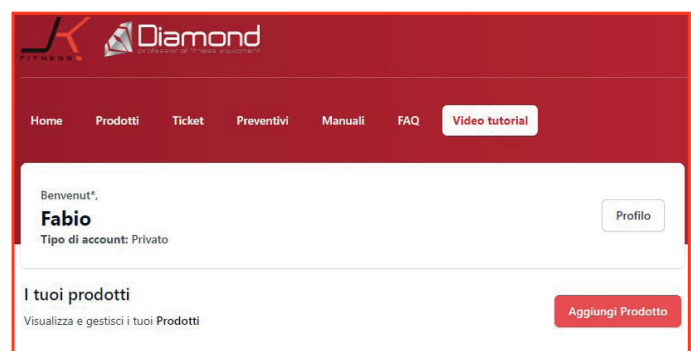 JK
FITNESS
Diamond
professional fitness equipment
Home Prodotti Ticket Preventivi Manuali FAQ Video tutorial
Benvenut*,
Fabio
Profilo
Tipo di account: Privato
I tuoi prodotti
Aggiungi Prodotto
Visualizza e gestisci i tuoi Prodotti